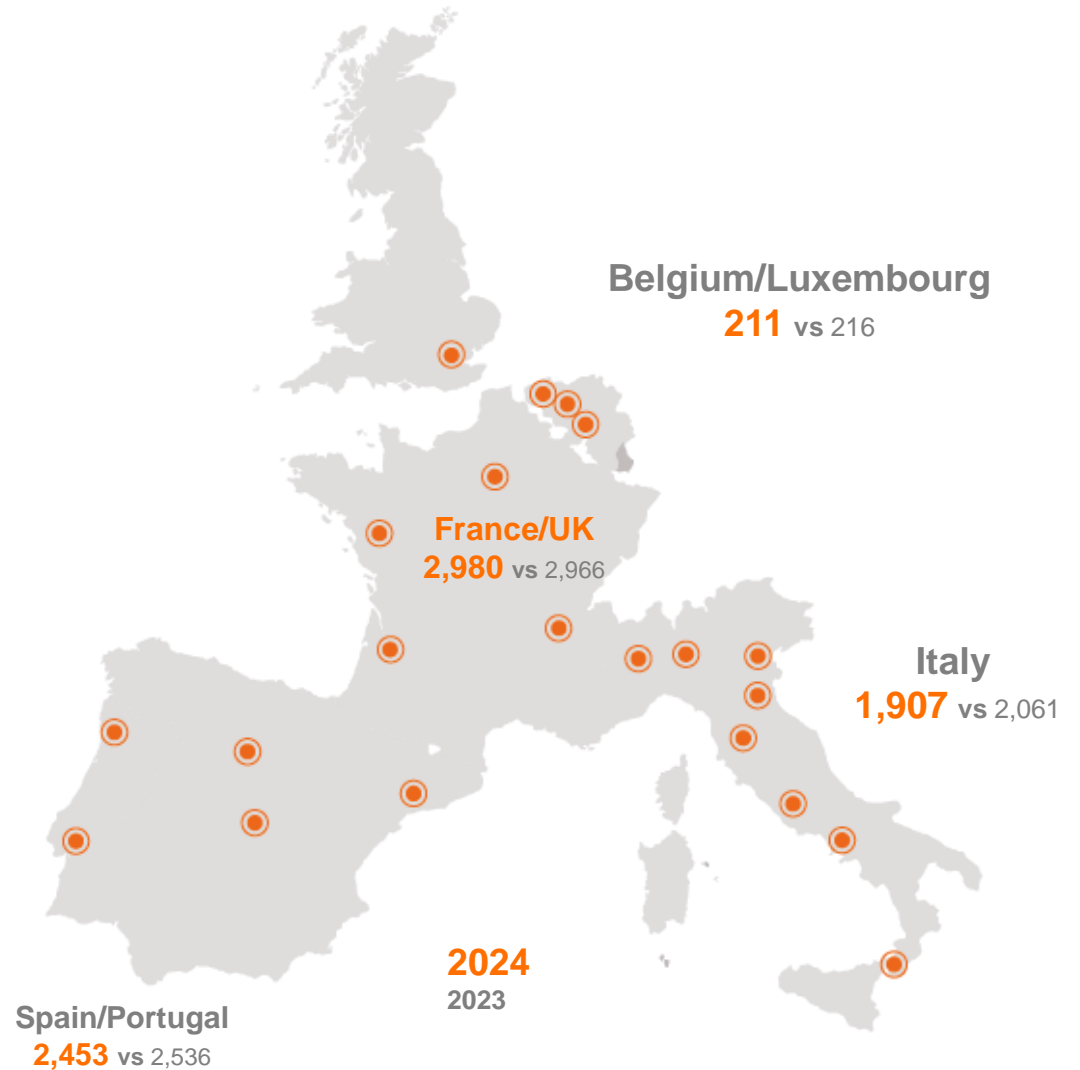 Belgium/Luxembourg
211 vs 216
France/UK
2,980 vs 2,966
Italy
1,907 vs 2,061
2024
2023
Spain/Portugal
2,453 vs 2,536